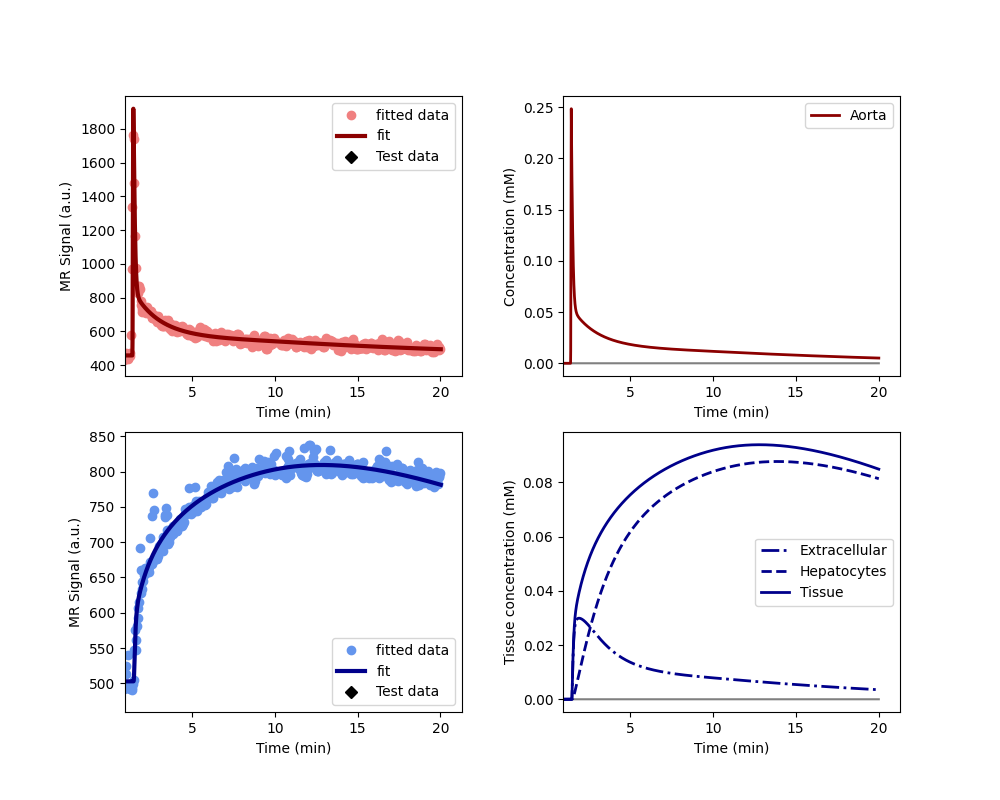 1800
1600
1400
1200
1000
800
600
400
MR Signal (a.u.)
fitted data
fit
Test data
5
10
15
20
Time (min)
0.25
0.20
0.15
0.10
0.05
0.00
Concentration (mM)
Aorta
5
10
15
20
Time (min)
850
800
750
700
650
600
550
500
MR Signal (a.u.)
fitted data
fit
Test data
5
10
15
20
Time (min)
0.08
0.06
0.04
0.02
0.00
Tissue concentration (mM)
Extracellular
Hepatocytes
Tissue
5
10
15
20
Time (min)